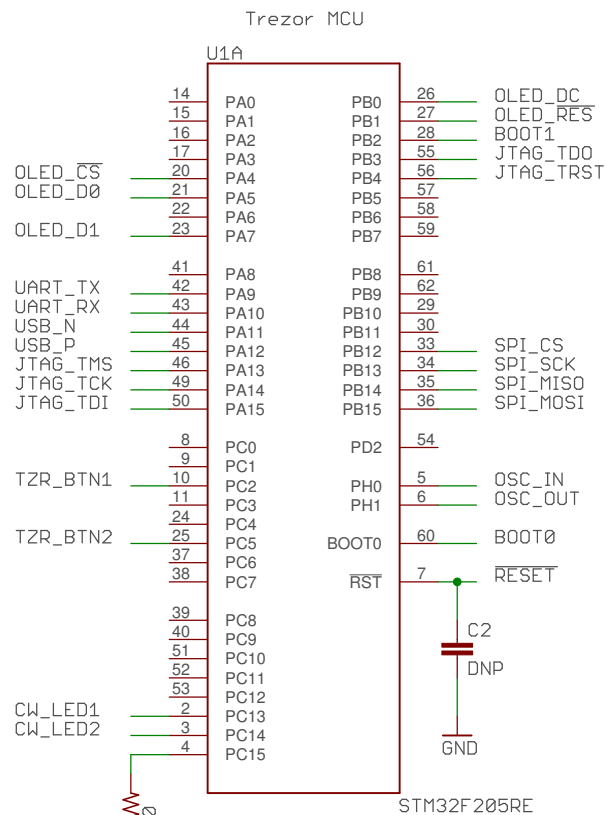 Trezor MCU
U1A
14 PA0 PB0 26 OLED_DC
15 PA1 PB1 27 OLED_RES
16 PA2 PB2 28 BOOT1
17 PA3 PB3 55 JTAG_TDO
OLED_CS 20 PA4 PB4 56 JTAG_TRST
OLED_D0 21 PA5 PB5 57
22 PA6 PB6 58
OLED_D1 23 PA7 PB7 59
41 PA8 PB8 61
UART_TX 42 PA9 PB9 62
UART_RX 43 PA10 PB10 29
USB_N 44 PA11 PB11 30
USB_P 45 PA12 PB12 33 SPI_CS
JTAG_TMS 46 PA13 PB13 34 SPI_SCK
JTAG_TCK 49 PA14 PB14 35 SPI_MISO
JTAG_TDI 50 PA15 PB15 36 SPI_MOSI
8 PC0 PD2 54
9 PC1
TZR_BTN1 10 PC2 PH0 5 OSC_IN
11 PC3 PH1 6 OSC_OUT
24 PC4
TZR_BTN2 25 PC5 BOOT0 60 BOOT0
37 PC6
38 PC7 RST 7 RESET
39 PC8 C2
40 PC9
51 PC10 DNP
52 PC11
53 PC12
CW_LED1 2 PC13
CW_LED2 3 PC14
4 PC15 GND
0 STM32F205RE